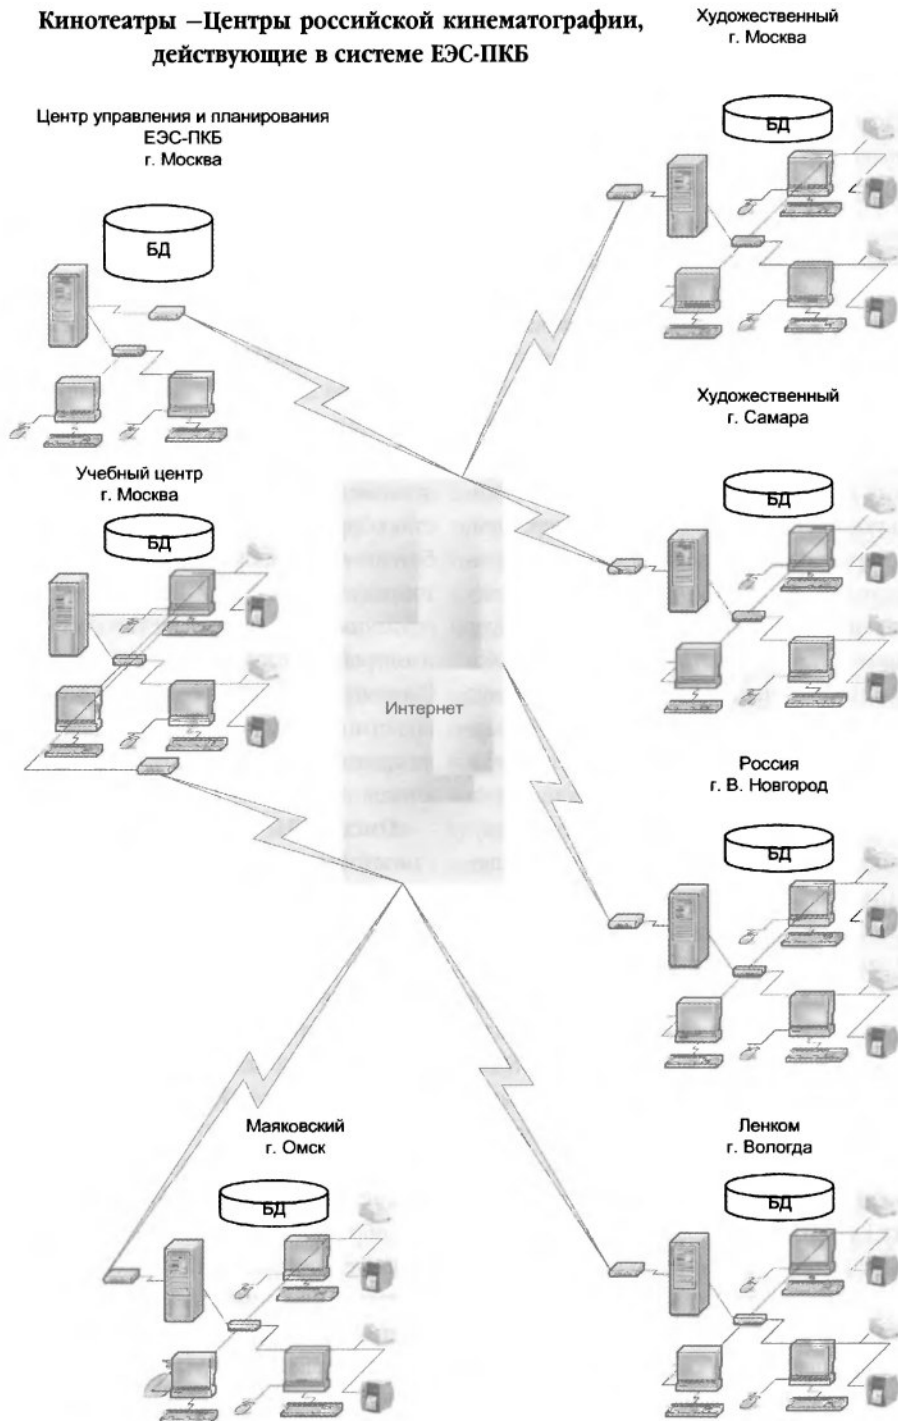 Кинотеатры –Центры российской кинематографии,
действующие в системе ЕЭС-ПКБ
Художественный
г. Москва
БД
Центр управления и планирования
ЕЭС-ПКБ
г. Москва
БД
Художественный
г. Самара
БД
Учебный центр
г. Москва
БД
Интернет
Россия
г. В. Новгород
БД
Маяковский
г. Омск
БД
Ленком
г. Вологда
БД